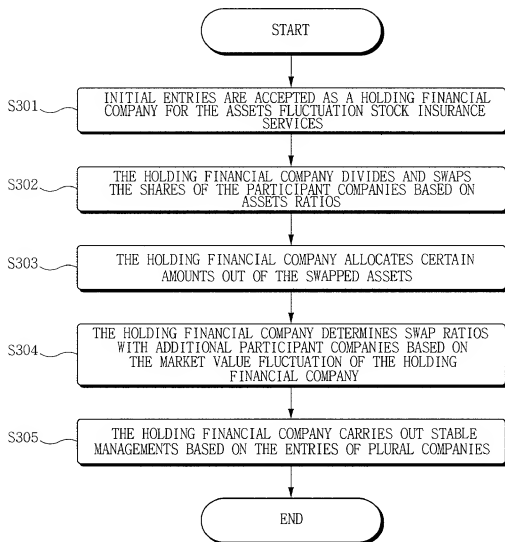 START
S301
INITIAL ENTRIES ARE ACCEPTED AS A HOLDING FINANCIAL
COMPANY FOR THE ASSETS FLUCTUATION STOCK INSURANCE
SERVICES
S302
THE HOLDING FINANCIAL COMPANY DIVIDES AND SWAPS
THE SHARES OF THE PARTICIPANT COMPANIES BASED ON
ASSETS RATIOS
S303
THE HOLDING FINANCIAL COMPANY ALLOCATES CERTAIN
AMOUNTS OUT OF THE SWAPPED ASSETS
S304
THE HOLDING FINANCIAL COMPANY DETERMINES SWAP RATIOS
WITH ADDITIONAL PARTICIPANT COMPANIES BASED ON
THE MARKET VALUE FLUCTUATION OF THE HOLDING
FINANCIAL COMPANY
S305
THE HOLDING FINANCIAL COMPANY CARRIES OUT STABLE
MANAGEMENTS BASED ON THE ENTRIES OF PLURAL COMPANIES
END